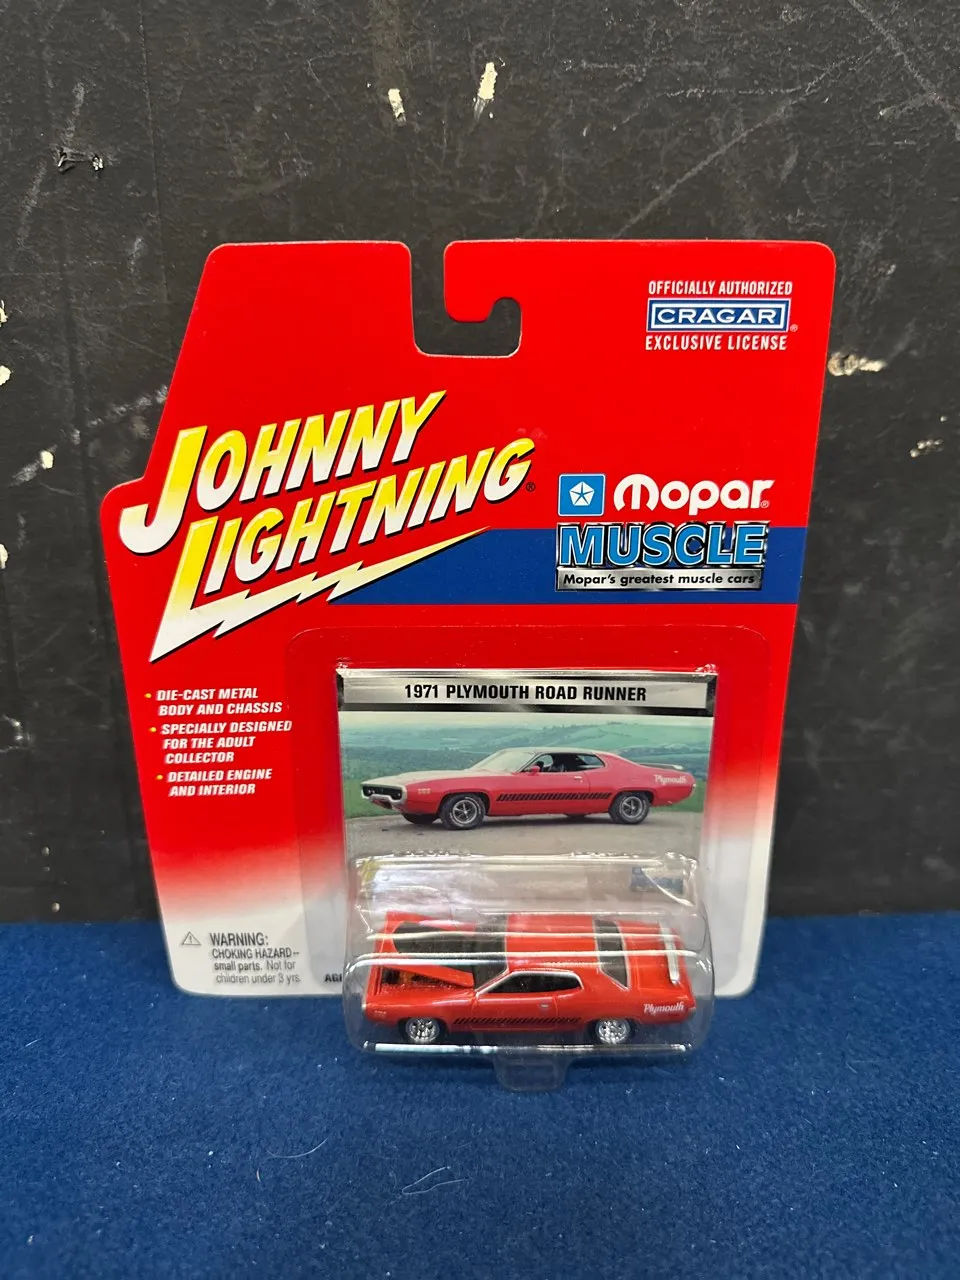 OFFICIALLY AUTHORIZED
CRAGAR®
EXCLUSIVE LICENSE
JOHNNY
LIGHTNING®
mopar®
MUSCLE
Mopar's greatest muscle cars
1971 PLYMOUTH ROAD RUNNER
• DIE-CAST METAL
BODY AND CHASSIS
• SPECIALLY DESIGNED
FOR THE ADULT
COLLECTOR
• DETAILED ENGINE
AND INTERIOR
Plymouth
WARNING:
CHOKING HAZARD--
small parts. Not for
children under 3 yrs.
Plymouth